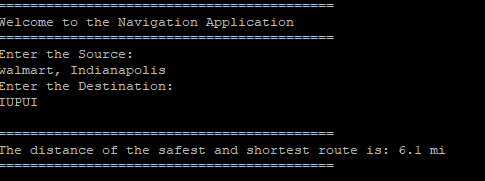 ==========================================
Welcome to the Navigation Application
==========================================
Enter the Source:
walmart, Indianapolis
Enter the Destination:
IUPUI
==========================================
The distance of the safest and shortest route is: 6.1 mi
==========================================